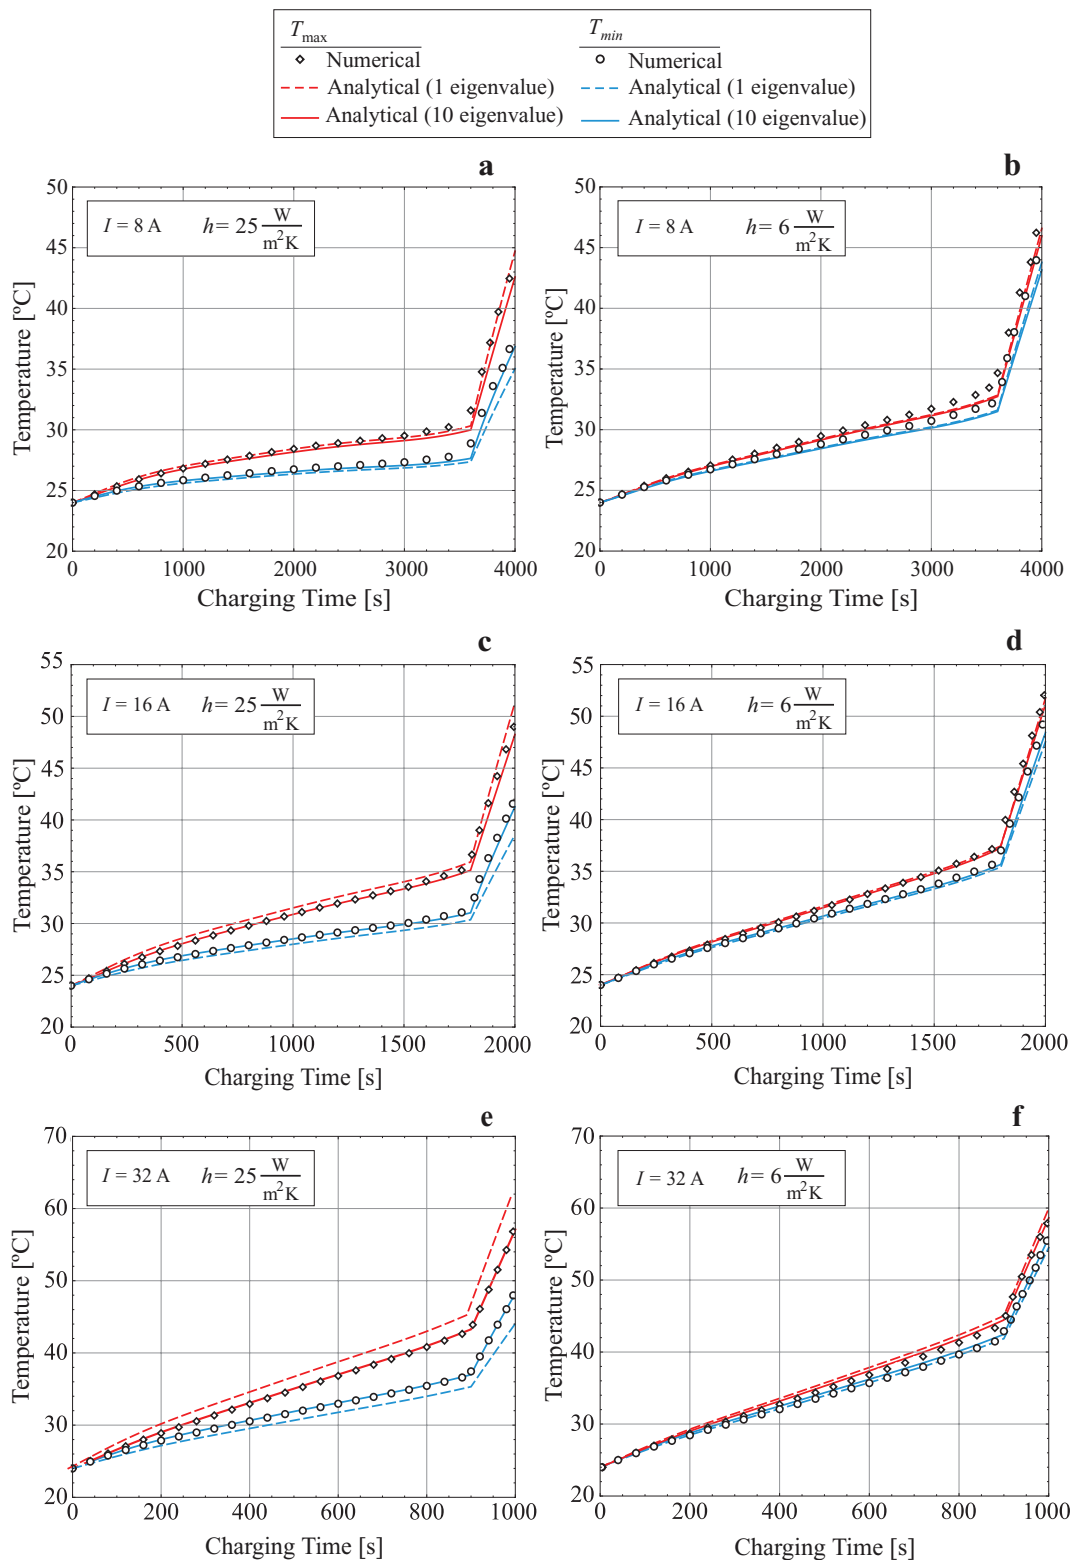 T_max T_min
Numerical Numerical
Analytical (1 eigenvalue) Analytical (1 eigenvalue)
Analytical (10 eigenvalue) Analytical (10 eigenvalue)
a
50
45
40
35
30
25
20
I = 8 A h = 25 W/m²K
Temperature [ºC]
0 1000 2000 3000 4000
Charging Time [s]
b
50
45
40
35
30
25
20
I = 8 A h = 6 W/m²K
Temperature [ºC]
0 1000 2000 3000 4000
Charging Time [s]
c
55
50
45
40
35
30
25
20
I = 16 A h = 25 W/m²K
Temperature [ºC]
0 500 1000 1500 2000
Charging Time [s]
d
55
50
45
40
35
30
25
20
I = 16 A h = 6 W/m²K
Temperature [ºC]
0 500 1000 1500 2000
Charging Time [s]
e
70
60
50
40
30
20
I = 32 A h = 25 W/m²K
Temperature [ºC]
0 200 400 600 800 1000
Charging Time [s]
f
70
60
50
40
30
20
I = 32 A h = 6 W/m²K
Temperature [ºC]
0 200 400 600 800 1000
Charging Time [s]